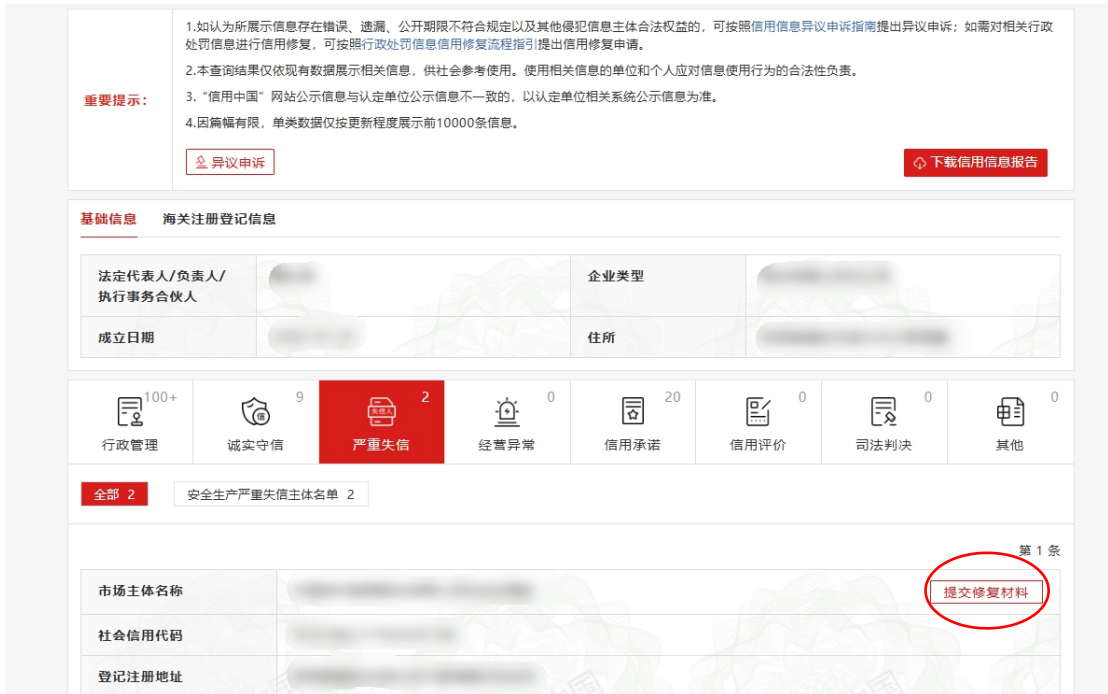 1.如认为所展示信息存在错误、遗漏、公开期限不符合规定以及其他侵犯信息主体合法权益的，可按照信用信息异议申诉指南提出异议申诉；如需对相关行政
处罚信息进行信用修复，可按照行政处罚信息信用修复流程指引提出信用修复申请。
2.本查询结果仅依现有数据展示相关信息，供社会参考使用。使用相关信息的单位和个人应对信息使用行为的合法性负责。
重要提示：
3.“信用中国”网站公示信息与认定单位公示信息不一致的，以认定单位相关系统公示信息为准。
4.因篇幅有限，单类数据仅按更新程度展示前10000条信息。
异议申诉 下载信用信息报告
基础信息 海关注册登记信息
法定代表人/负责人/
执行事务合伙人 企业类型
成立日期 住所
100+ 9 失信人 2 0 20 0 0 0
行政管理 诚实守信 严重失信 经营异常 信用承诺 信用评价 司法判决 其他
全部 2 安全生产严重失信主体名单 2
第 1 条
市场主体名称 提交修复材料
社会信用代码
登记注册地址